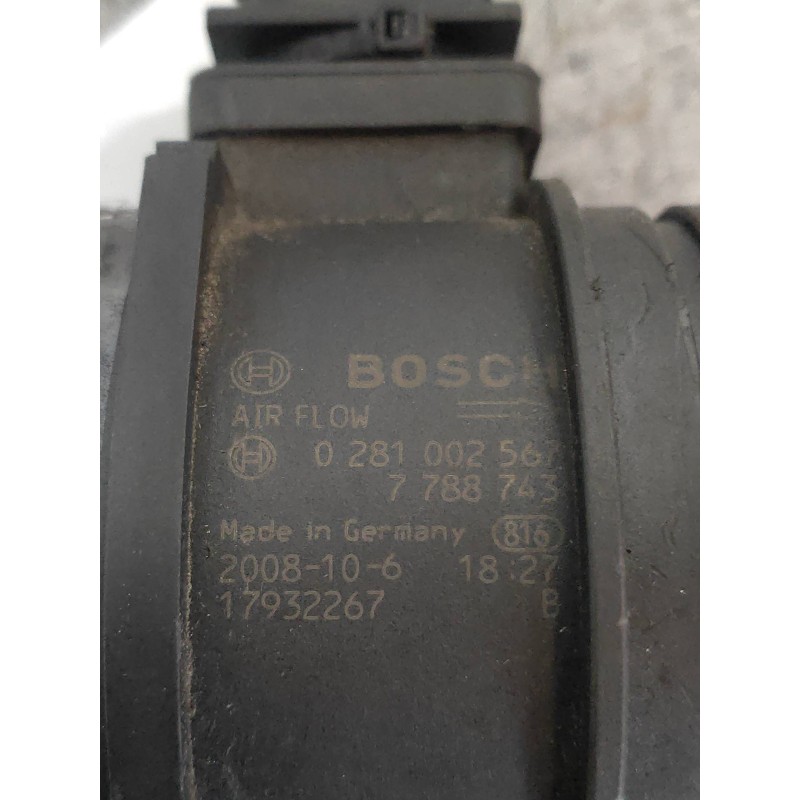 BOSCH
AIR FLOW
0 281 002 567
7 788 743
Made in Germany 816
2008-10-6 18:27
17932267 B